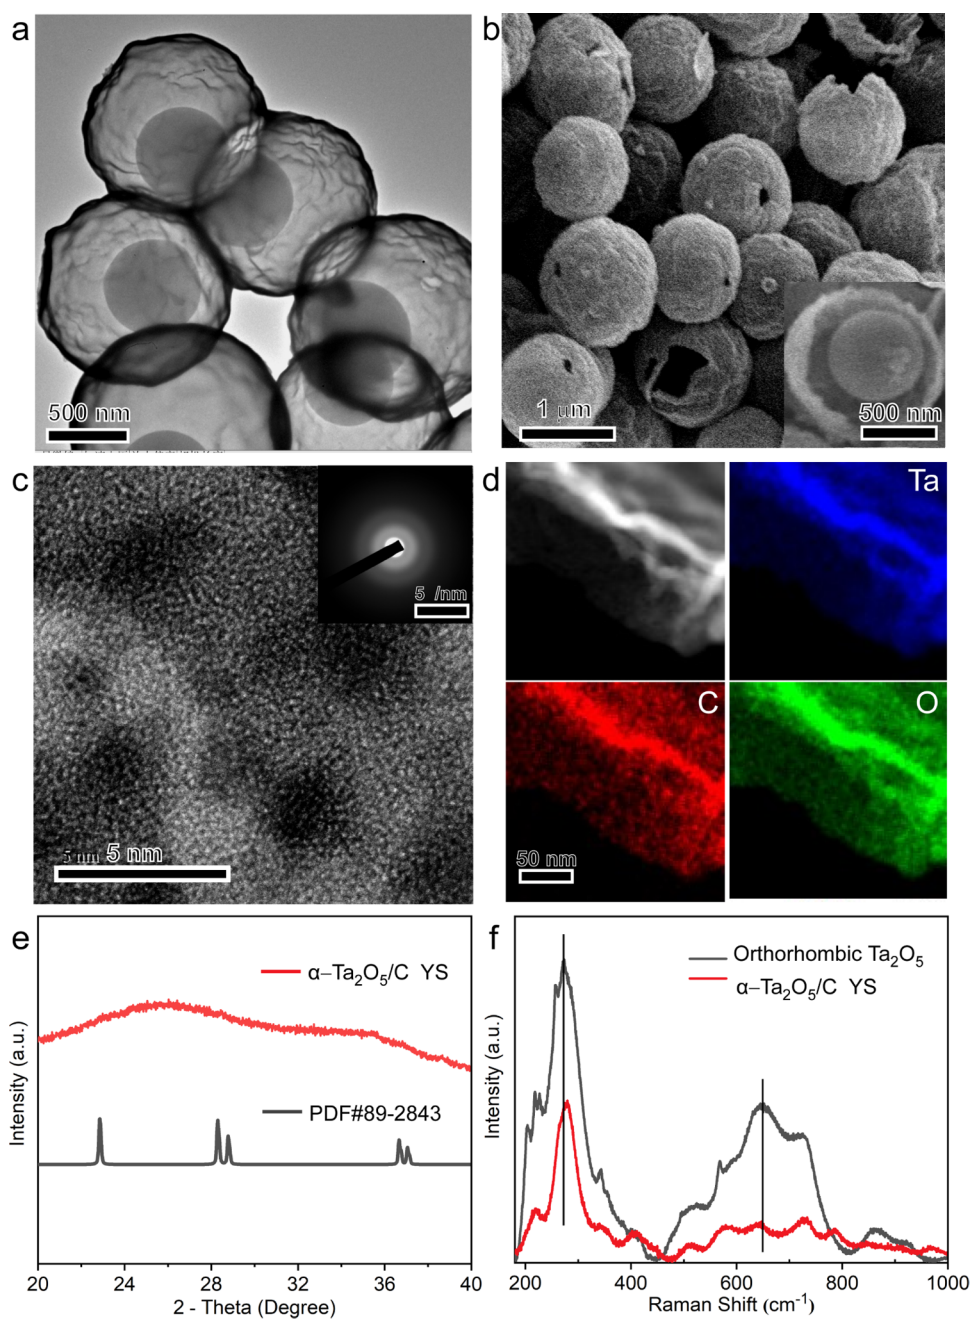 a
500 nm
b
1 μm
500 nm
c
5 /nm
5 nm 5 nm
d
Ta
C
O
50 nm
e
α–Ta2O5/C YS
PDF#89-2843
Intensity (a.u.)
20 24 28 32 36 40
2 - Theta (Degree)
f
Orthorhombic Ta2O5
α–Ta2O5/C YS
Intensity (a.u.)
200 400 600 800 1000
Raman Shift (cm-1)